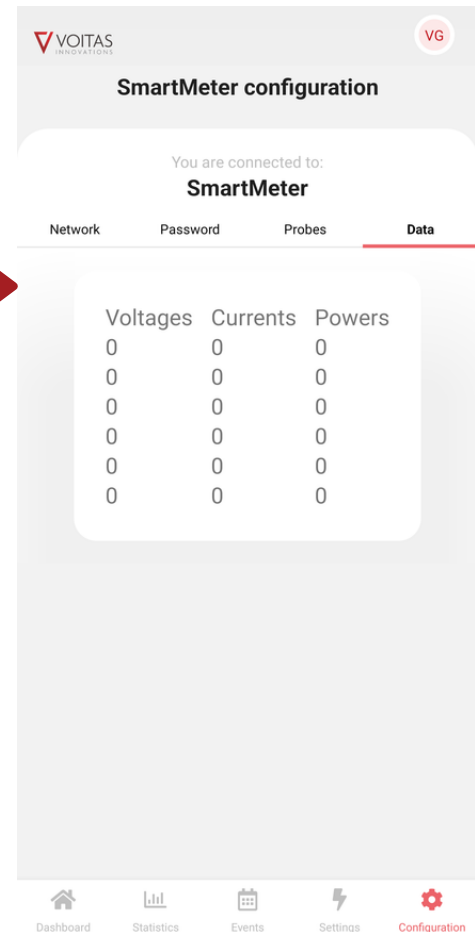 VOITAS
INNOVATIONS
VG
SmartMeter configuration
You are connected to:
SmartMeter
Network Password Probes Data
Voltages Currents Powers
0 0 0
0 0 0
0 0 0
0 0 0
0 0 0
0 0 0
Dashboard Statistics Events Settings Configuration